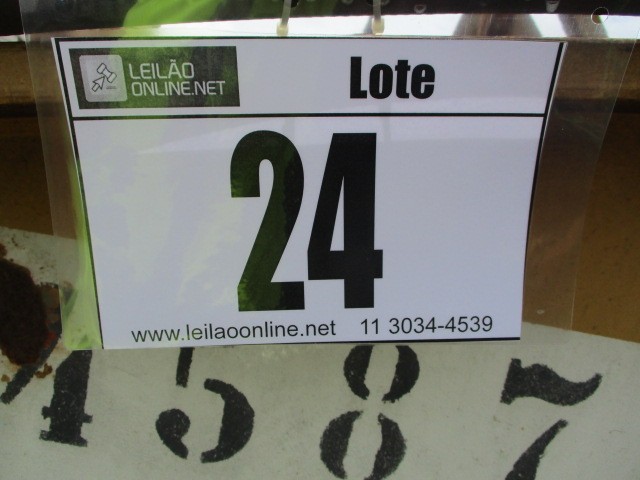 LEILÃO
ONLINE.NET
Lote
24
www.leilaoonline.net 11 3034-4539
1587